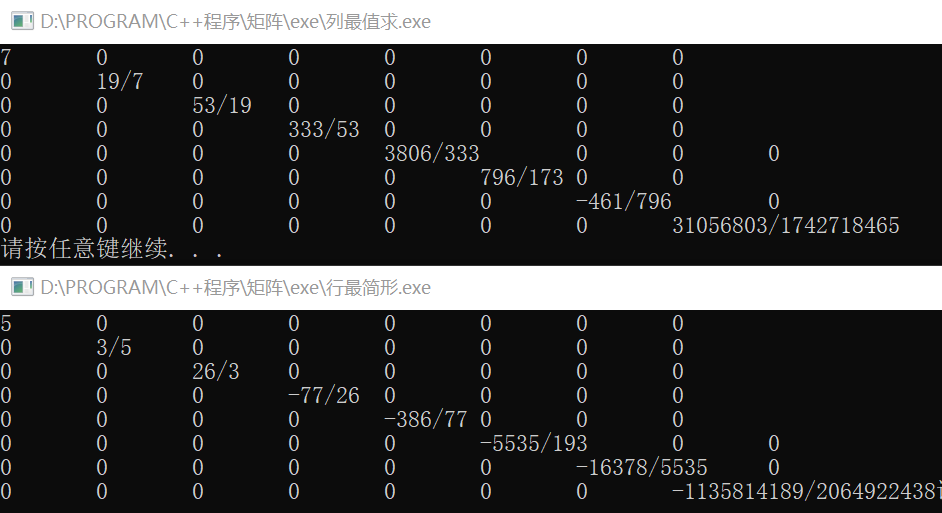 D:\PROGRAM\C++程序\矩阵\exe\列最值求.exe
7 0 0 0 0 0 0 0
0 19/7 0 0 0 0 0 0
0 0 53/19 0 0 0 0 0
0 0 0 333/53 0 0 0 0
0 0 0 0 3806/333 0 0 0
0 0 0 0 0 796/173 0 0
0 0 0 0 0 0 -461/796 0
0 0 0 0 0 0 0 31056803/1742718465
请按任意键继续. . .
D:\PROGRAM\C++程序\矩阵\exe\行最简形.exe
5 0 0 0 0 0 0 0
0 3/5 0 0 0 0 0 0
0 0 26/3 0 0 0 0 0
0 0 0 -77/26 0 0 0 0
0 0 0 0 -386/77 0 0 0
0 0 0 0 0 -5535/193 0 0
0 0 0 0 0 0 -16378/5535 0
0 0 0 0 0 0 0 -1135814189/2064922438